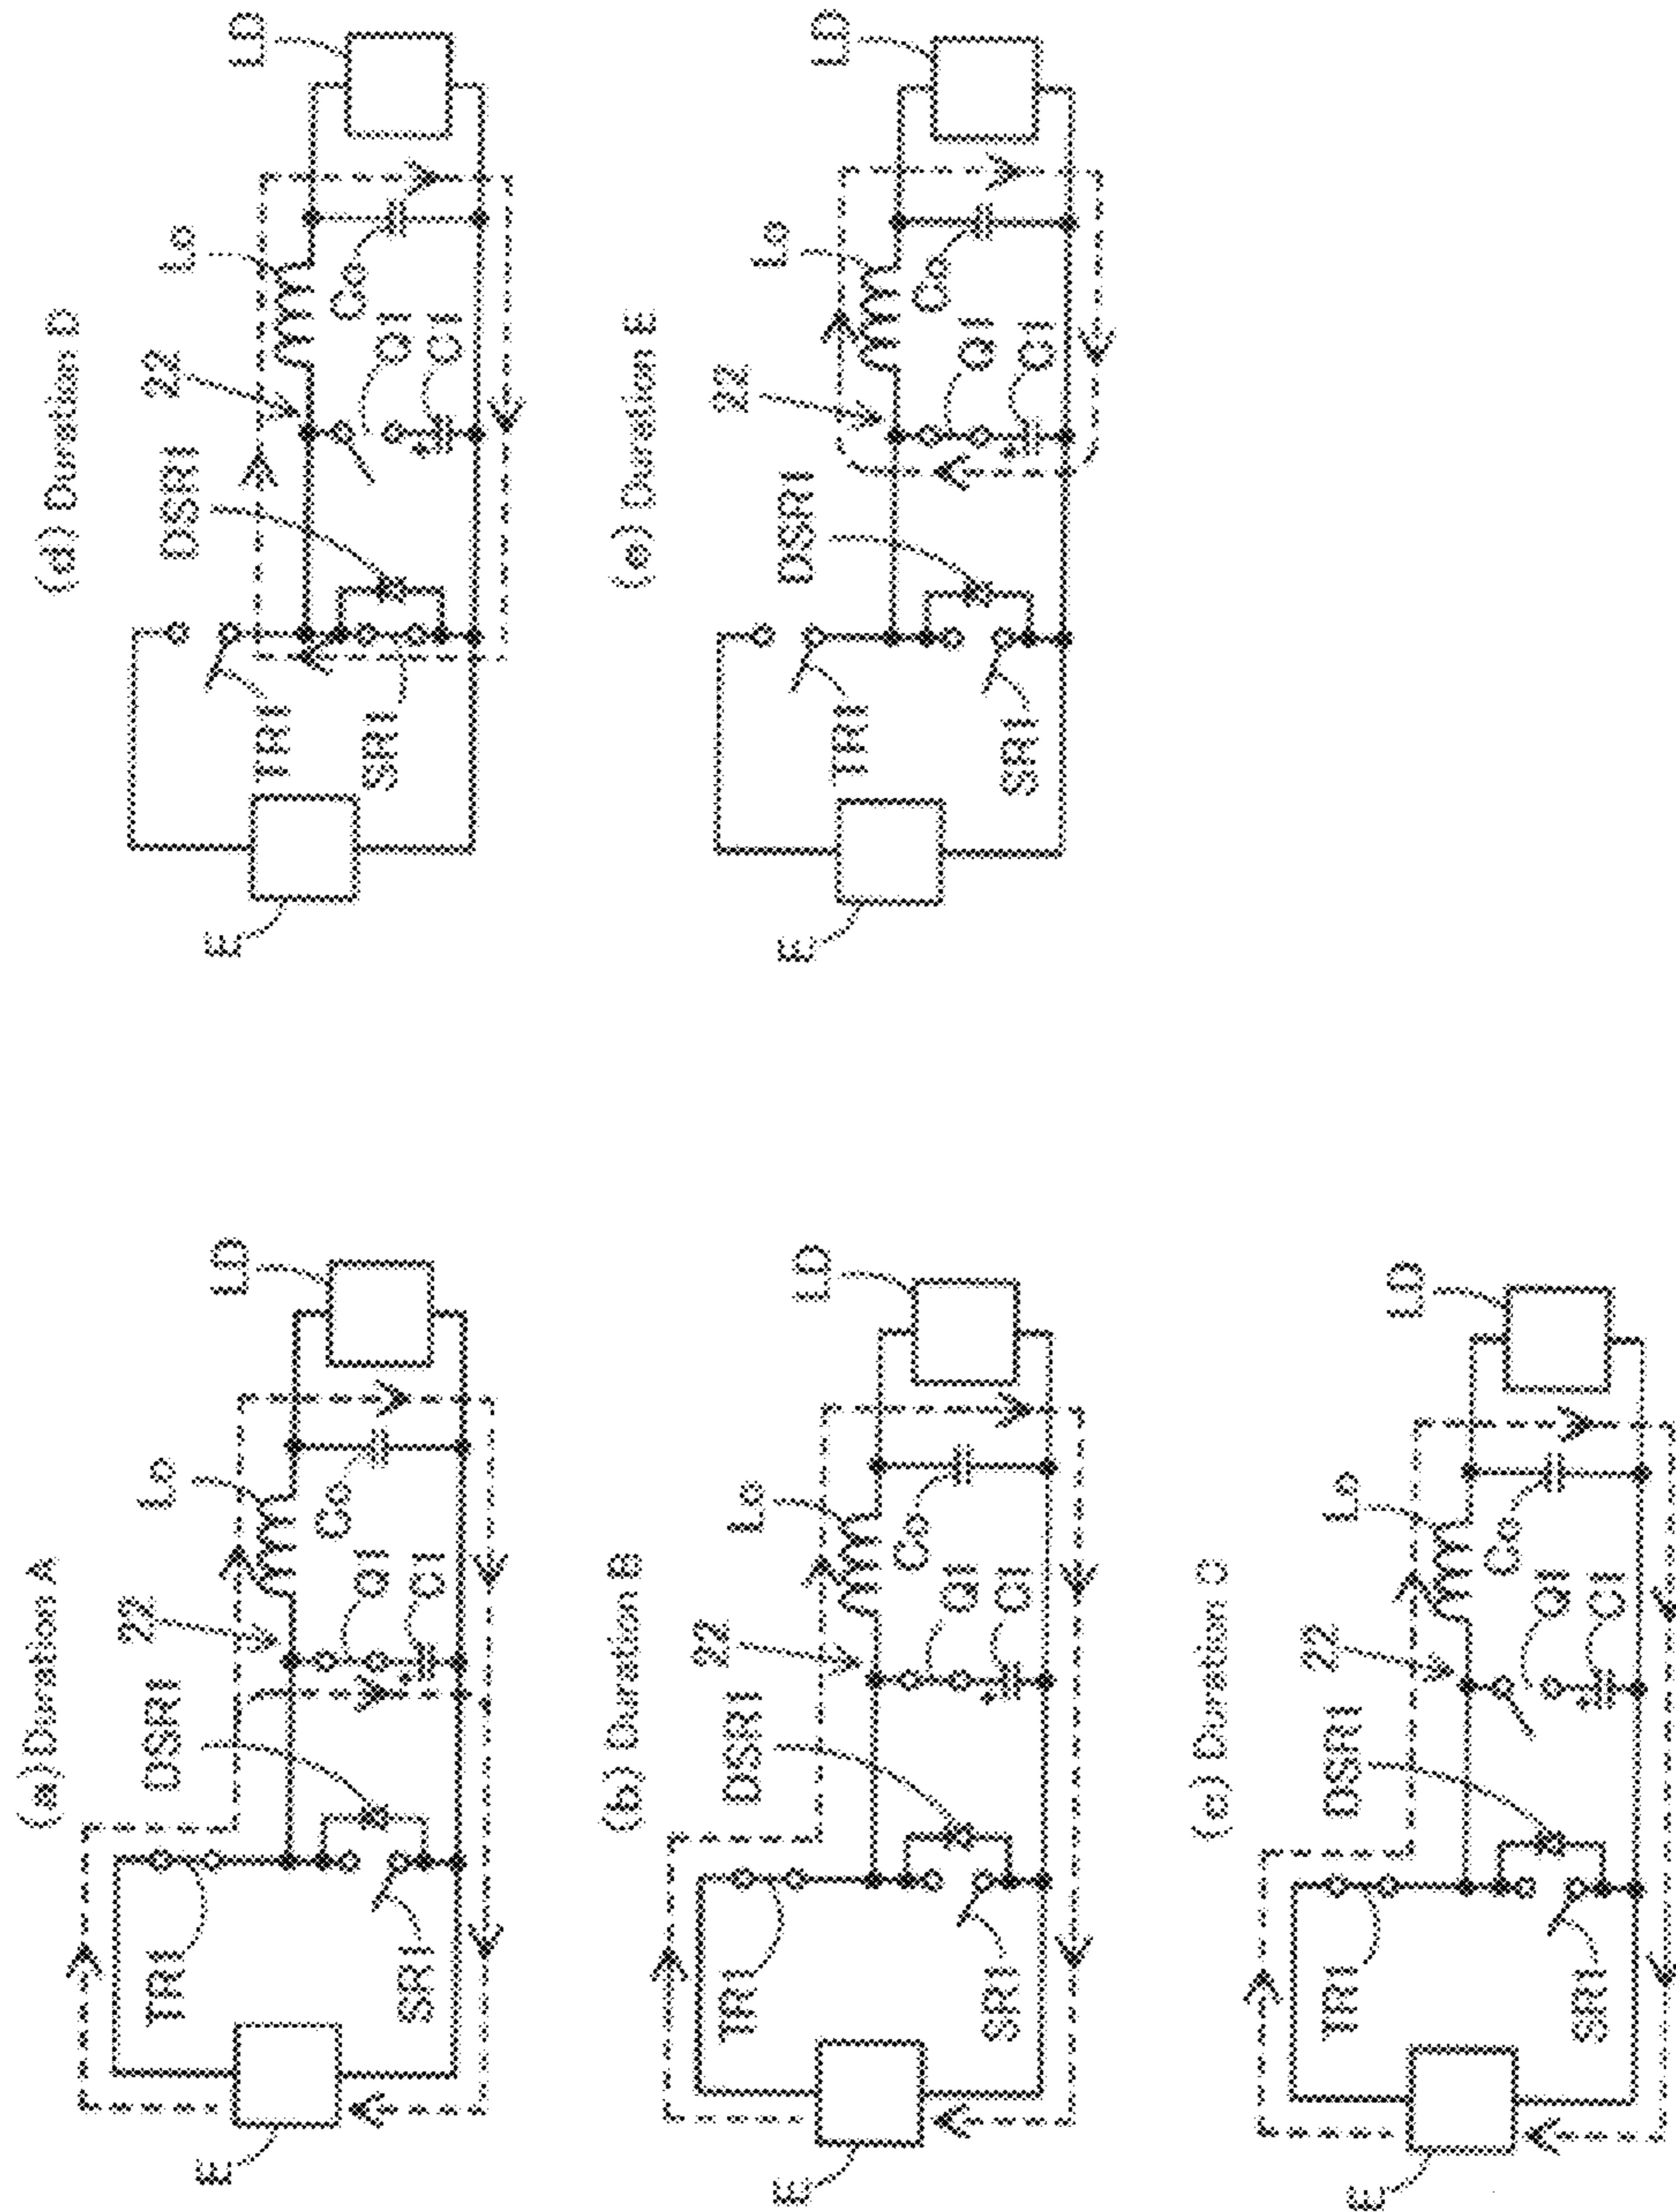 (a) Duration A
E
TR1
SR1
DSR1
22
Q1
C1
Lo
Co
LD
(b) Duration B
E
TR1
SR1
DSR1
22
Q1
C1
Lo
Co
LD
(c) Duration C
E
TR1
SR1
DSR1
22
Q1
C1
Lo
Co
LD
(d) Duration D
E
TR1
SR1
DSR1
22
Q1
C1
Lo
Co
LD
(e) Duration E
E
TR1
SR1
DSR1
22
Q1
C1
Lo
Co
LD